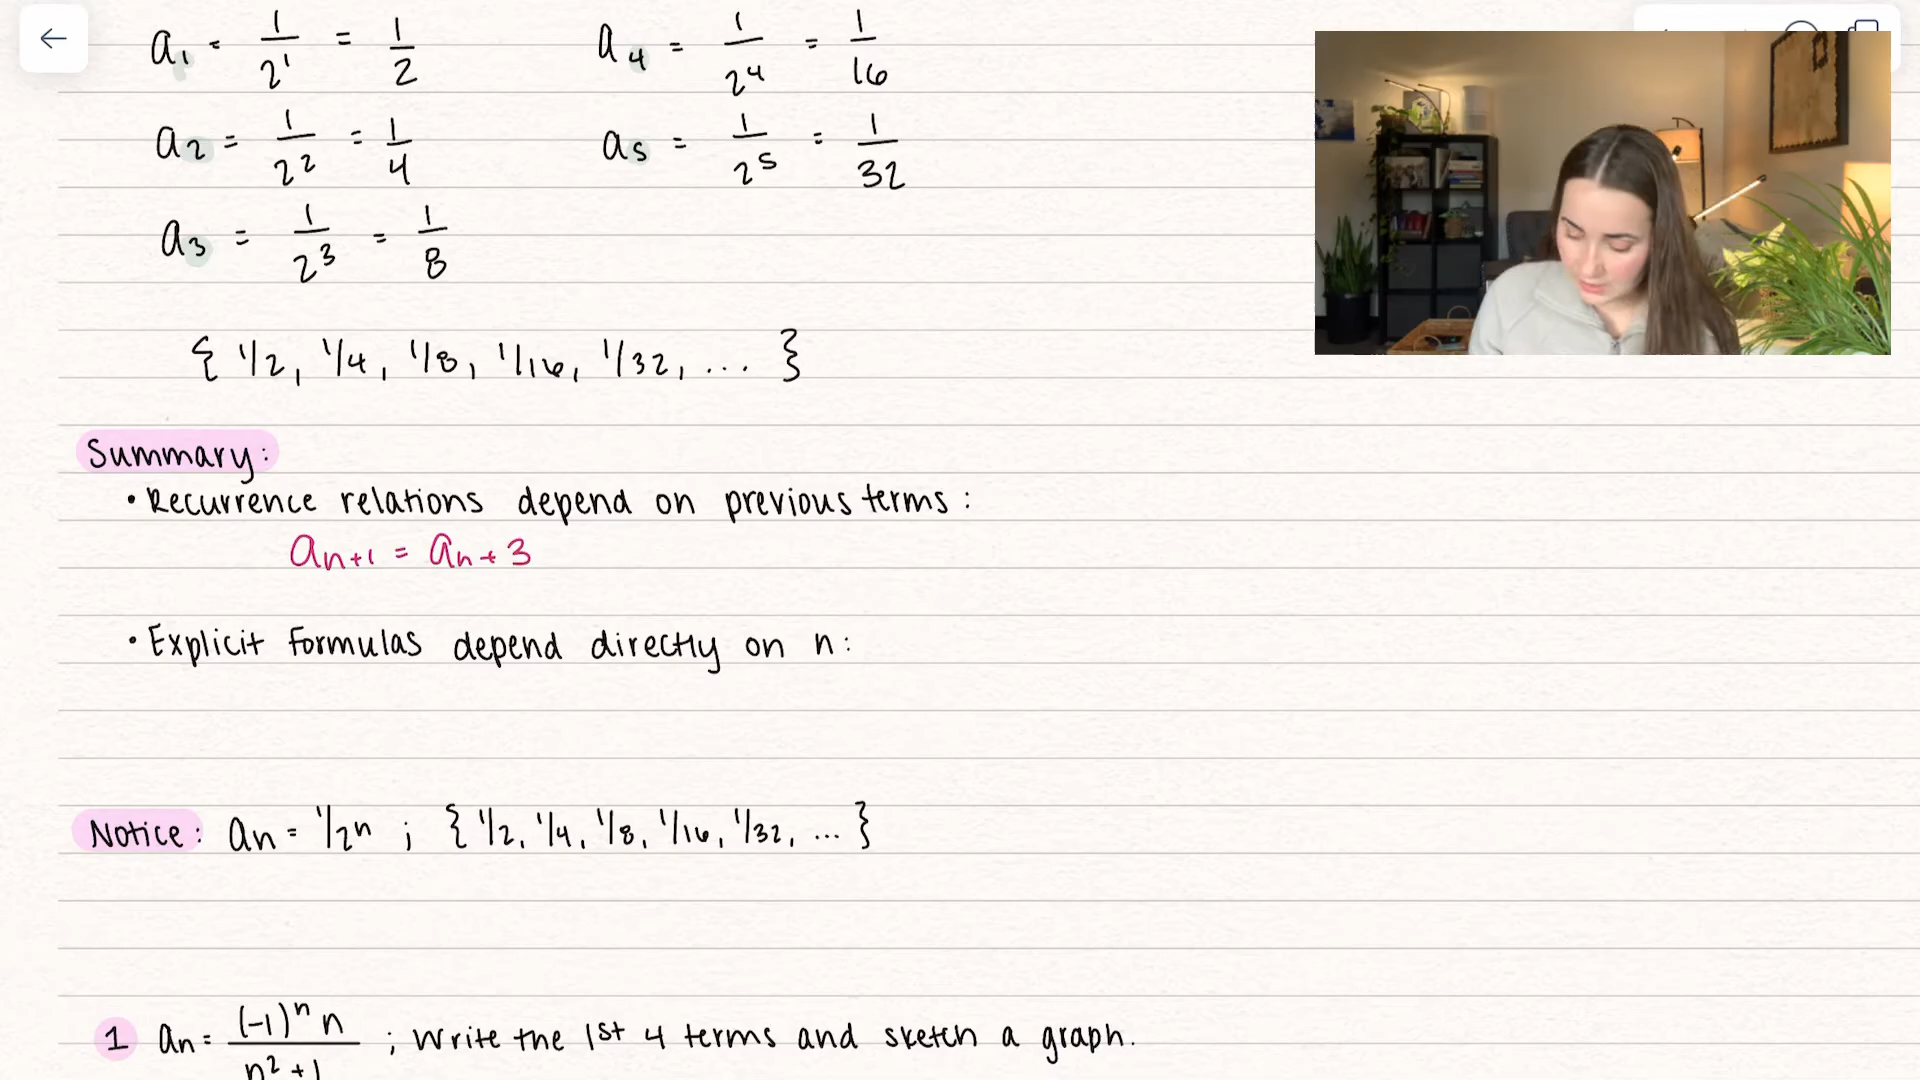 a₁ = 1/2¹ = 1/2 a₄ = 1/2⁴ = 1/16
a₂ = 1/2² = 1/4 a₅ = 1/2⁵ = 1/32
a₃ = 1/2³ = 1/8
{ 1/2, 1/4, 1/8, 1/16, 1/32, ... }
Summary:
• Recurrence relations depend on previous terms:
aₙ₊₁ = aₙ + 3
• Explicit formulas depend directly on n:
Notice: aₙ = 1/2ⁿ ; { 1/2, 1/4, 1/8, 1/16, 1/32, ... }
1 aₙ = (-1)ⁿ n / n² + 1 ; Write the 1st 4 terms and sketch a graph.